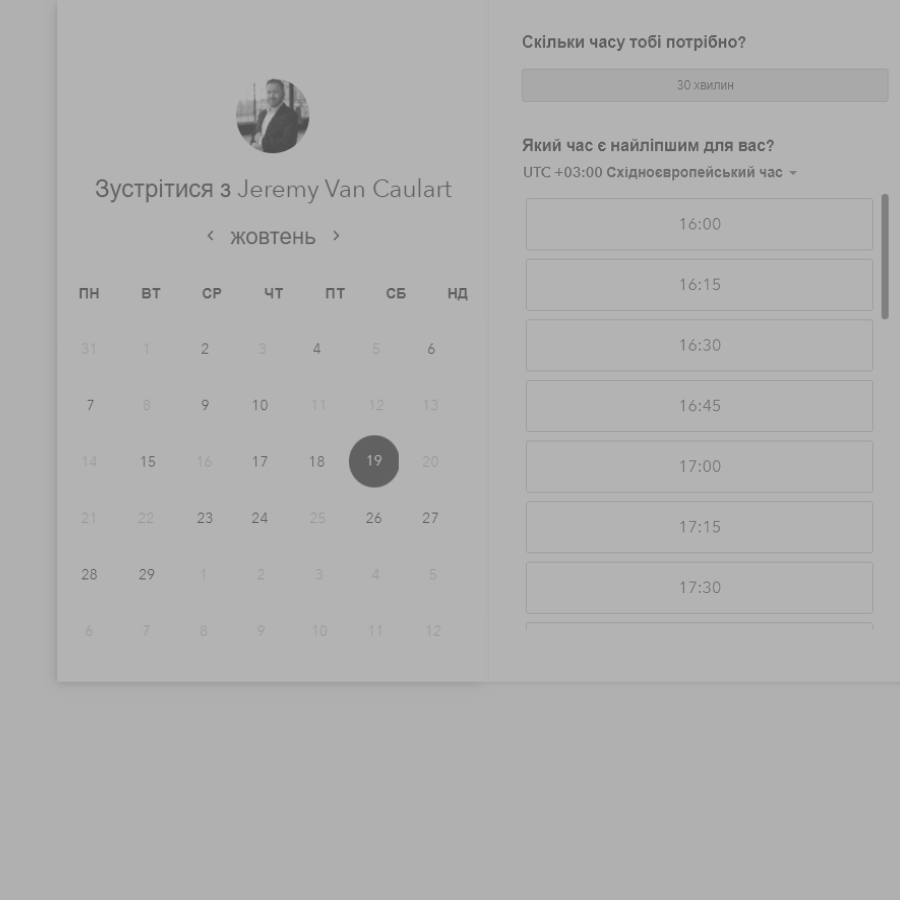 Зустрітися з Jeremy Van Caulart
жовтень
ПН ВТ СР ЧТ ПТ СБ НД
31 1 2 3 4 5 6
7 8 9 10 11 12 13
14 15 16 17 18 19 20
21 22 23 24 25 26 27
28 29 1 2 3 4 5
6 7 8 9 10 11 12
Скільки часу тобі потрібно?
30 хвилин
Який час є найліпшим для вас?
UTC +03:00 Східноєвропейський час
16:00
16:15
16:30
16:45
17:00
17:15
17:30